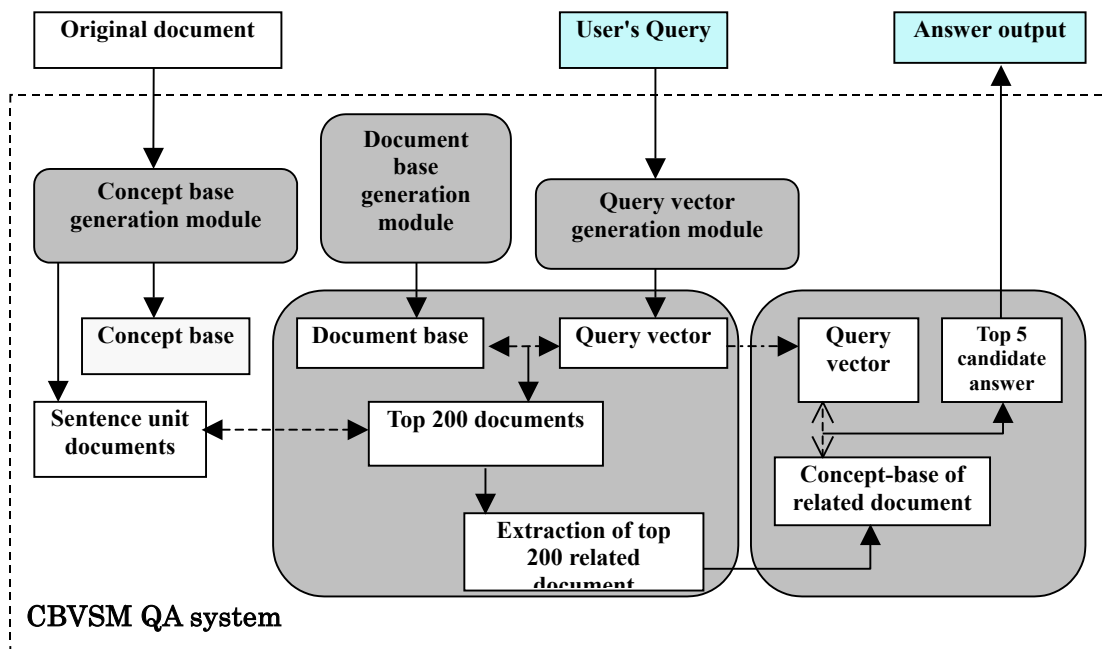 Original document
User's Query
Answer output
Document
base
generation
module
Concept base
generation module
Query vector
generation module
Concept base
Document base
Query vector
Query
vector
Top 5
candidate
answer
Sentence unit
documents
Top 200 documents
Concept-base of
related document
Extraction of top
200 related
document
CBVSM QA system